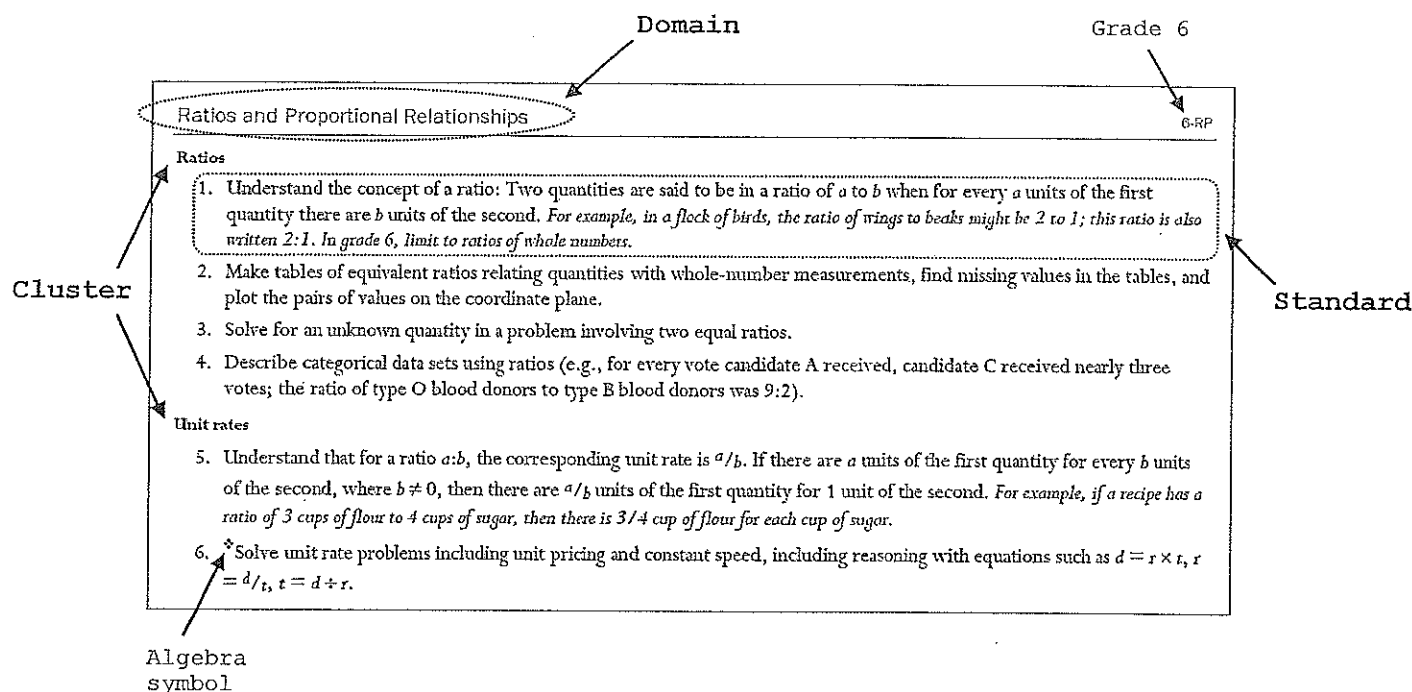 Domain
Grade 6
Ratios and Proportional Relationships
6-RP
Ratios
1. Understand the concept of a ratio: Two quantities are said to be in a ratio of a to b when for every a units of the first
quantity there are b units of the second. For example, in a flock of birds, the ratio of wings to beaks might be 2 to 1; this ratio is also
written 2:1. In grade 6, limit to ratios of whole numbers.
2. Make tables of equivalent ratios relating quantities with whole-number measurements, find missing values in the tables, and
plot the pairs of values on the coordinate plane.
Cluster
Standard
3. Solve for an unknown quantity in a problem involving two equal ratios.
4. Describe categorical data sets using ratios (e.g., for every vote candidate A received, candidate C received nearly three
votes; the ratio of type O blood donors to type B blood donors was 9:2).
Unit rates
5. Understand that for a ratio a:b, the corresponding unit rate is a/b. If there are a units of the first quantity for every b units
of the second, where b ≠ 0, then there are a/b units of the first quantity for 1 unit of the second. For example, if a recipe has a
ratio of 3 cups of flour to 4 cups of sugar, then there is 3/4 cup of flour for each cup of sugar.
6. Solve unit rate problems including unit pricing and constant speed, including reasoning with equations such as d = r × t, r
= d/t, t = d ÷ r.
Algebra
symbol